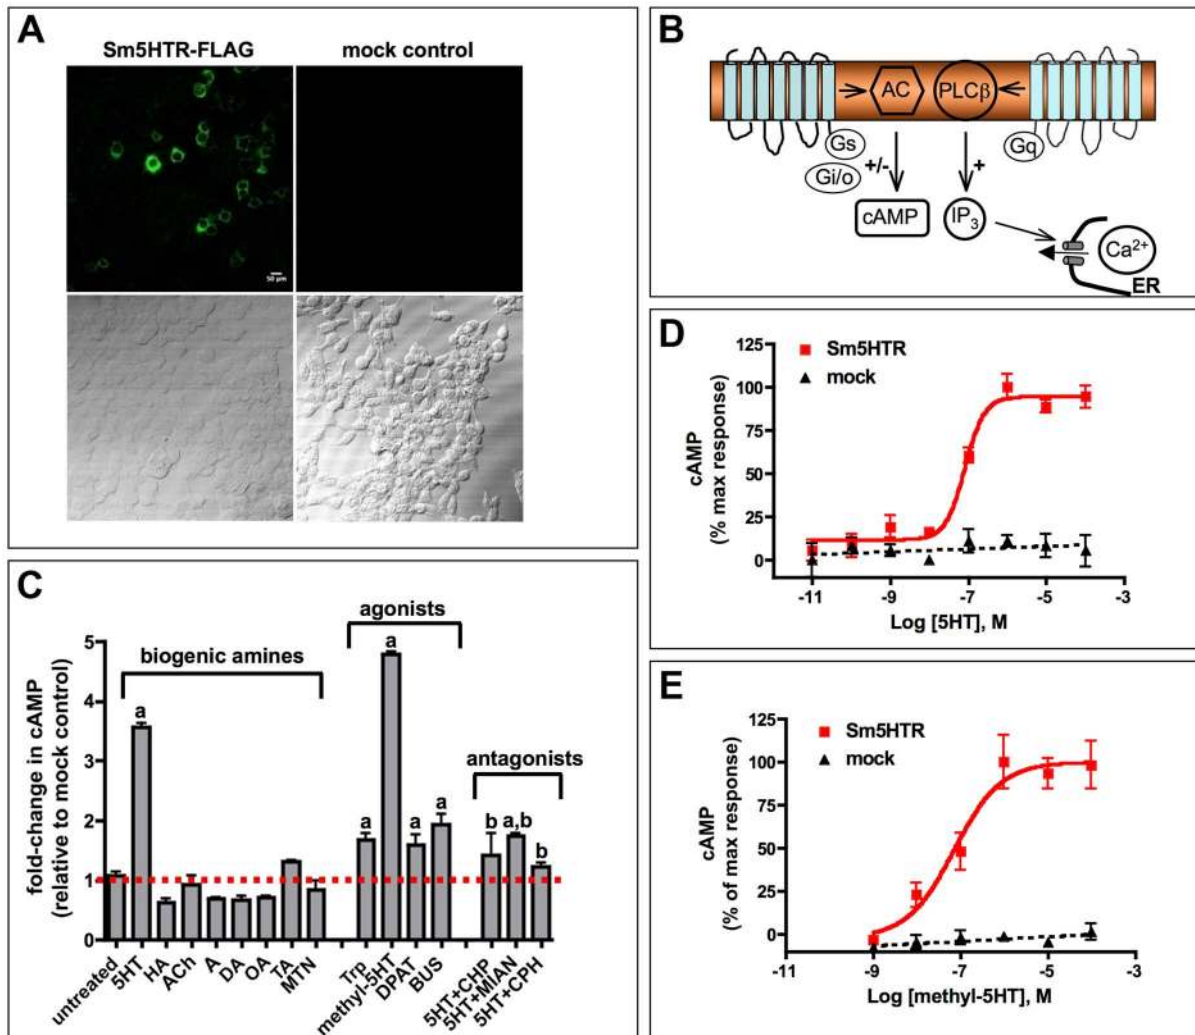 A
Sm5HTR-FLAG mock control
50 µm
B
AC PLCβ
Gs Gq
Gi/o +/- +
cAMP IP3 Ca2+
ER
C
fold-change in cAMP
(relative to mock control)
5
4
3
2
1
0
biogenic amines
agonists
antagonists
a
a
a
a
a
b
a,b
b
untreated
5HT
HA
ACh
A
DA
OA
TA
MTN
Trp
methyl-5HT
DPAT
BUS
5HT+CHP
5HT+MIAN
5HT+CPH
D
Sm5HTR
mock
cAMP
(% max response)
125
100
75
50
25
0
-11 -9 -7 -5 -3
Log [5HT], M
E
Sm5HTR
mock
cAMP
(% of max response)
125
100
75
50
25
0
-9 -8 -7 -6 -5 -4 -3
Log [methyl-5HT], M